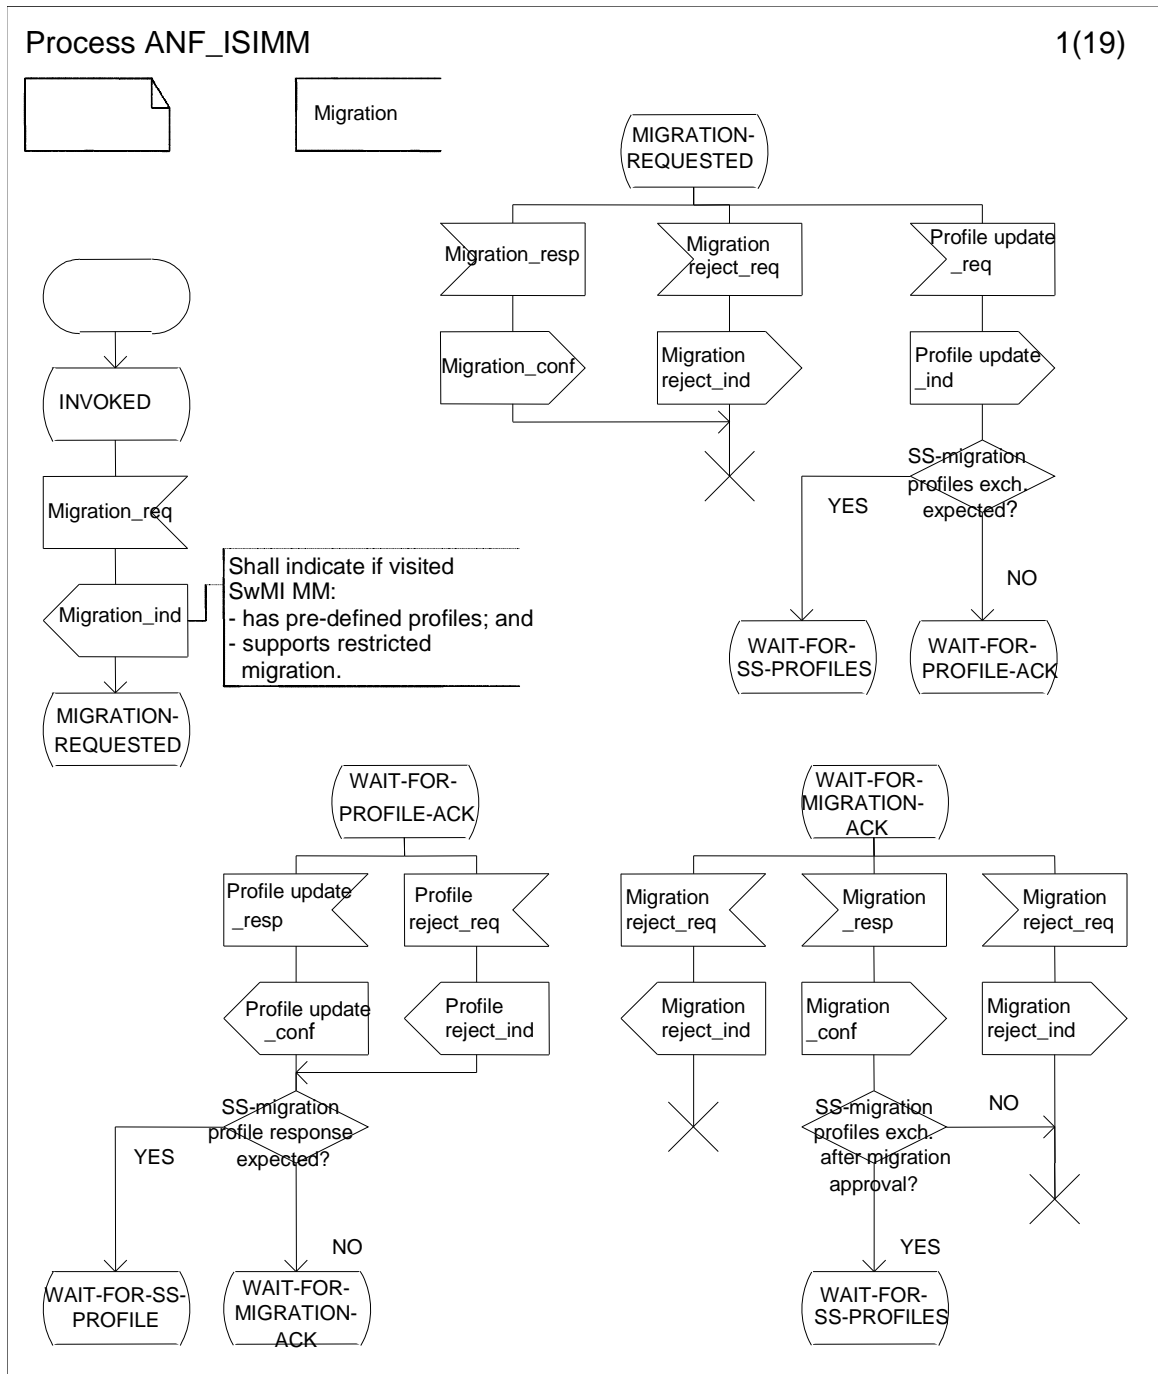 Process ANF_ISIMM
1(19)
Migration
MIGRATION-
REQUESTED
Migration_resp
Migration
reject_req
Profile update
_req
Migration_conf
Migration
reject_ind
Profile update
_ind
SS-migration
profiles exch.
expected?
YES
NO
WAIT-FOR-
SS-PROFILES
WAIT-FOR-
PROFILE-ACK
INVOKED
Migration_req
Migration_ind
Shall indicate if visited
SwMI MM:
- has pre-defined profiles; and
- supports restricted
migration.
MIGRATION-
REQUESTED
WAIT-FOR-
PROFILE-ACK
Profile update
_resp
Profile
reject_req
Profile update
_conf
Profile
reject_ind
SS-migration
profile response
expected?
YES
NO
WAIT-FOR-SS-
PROFILE
WAIT-FOR-
MIGRATION-
ACK
WAIT-FOR-
MIGRATION-
ACK
Migration
reject_req
Migration
_resp
Migration
reject_req
Migration
reject_ind
Migration
_conf
Migration
reject_ind
SS-migration
profiles exch.
after migration
approval?
NO
YES
WAIT-FOR-
SS-PROFILES